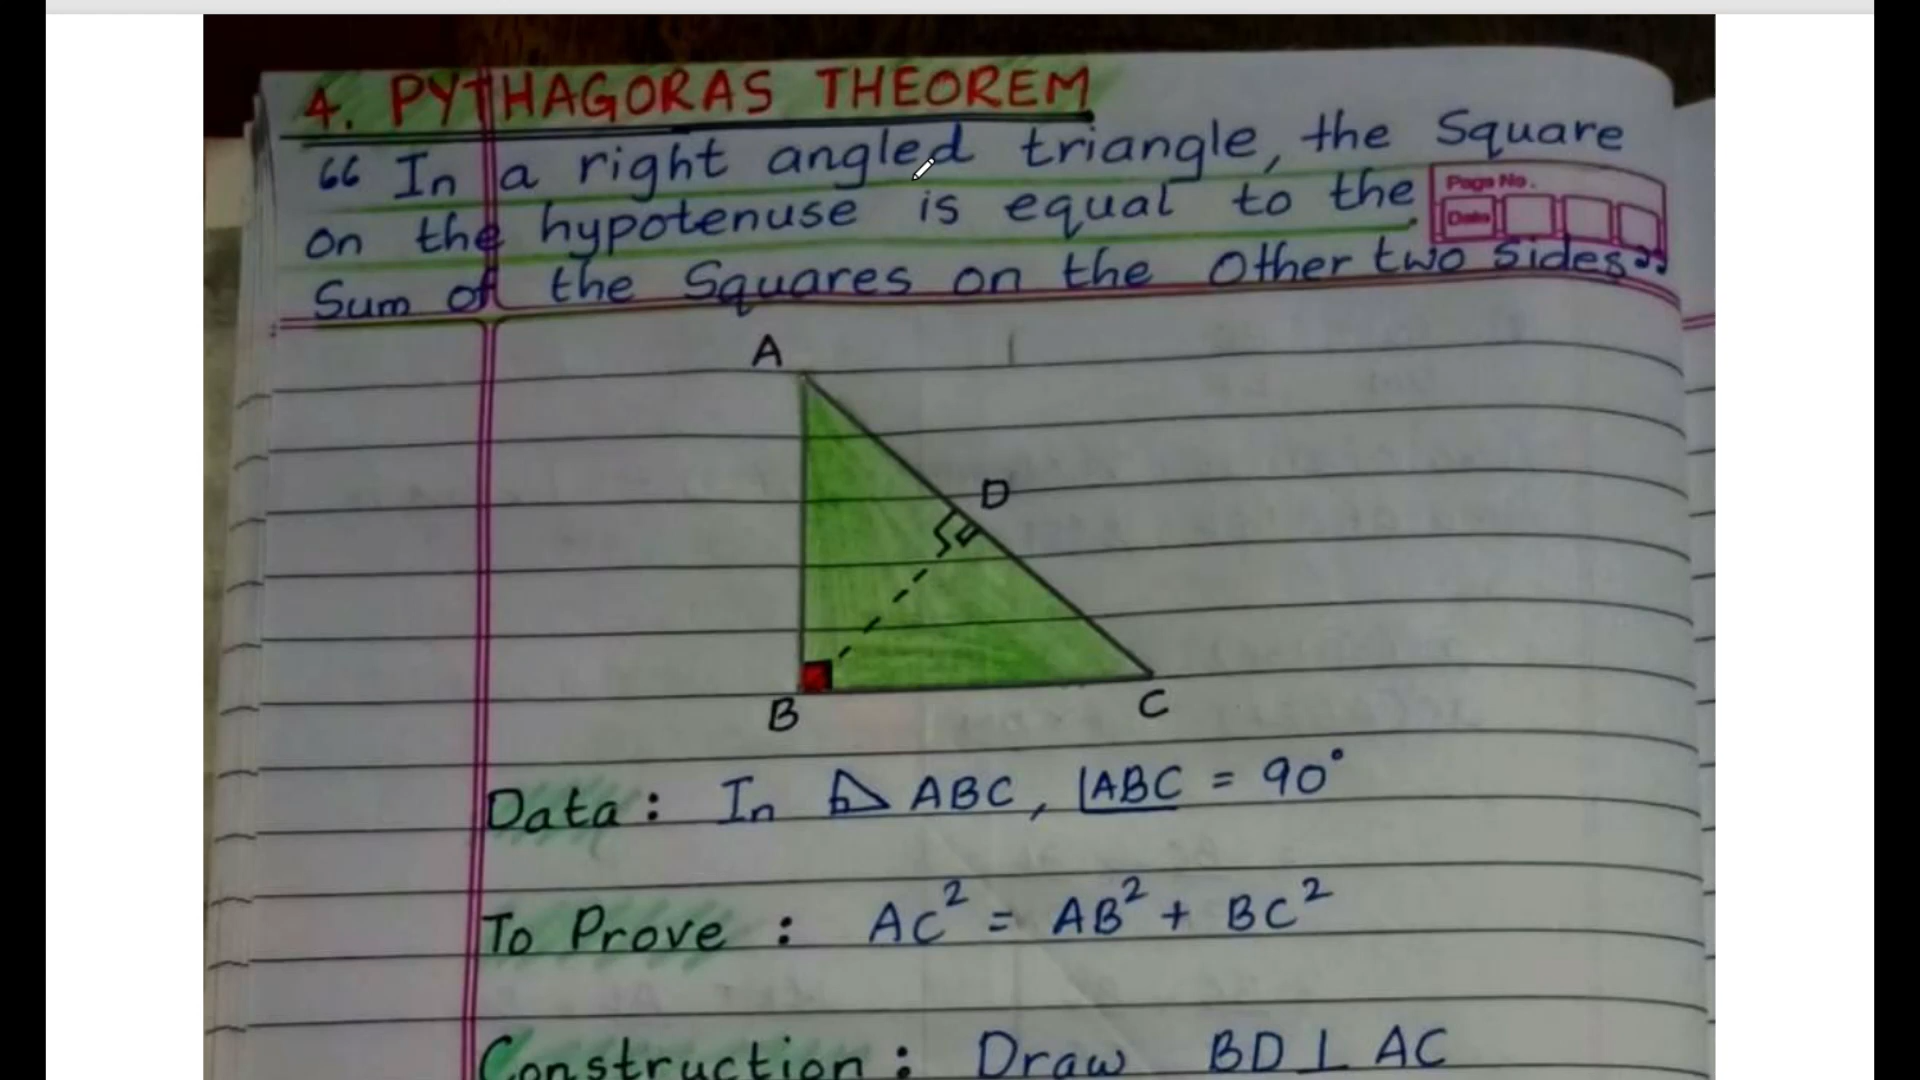 4. PYTHAGORAS THEOREM
“ In a right angled triangle, the Square
on the hypotenuse is equal to the
Sum of the Squares on the Other two sides”
Page No.
Date
A
D
B
C
Data : In ⊿ ABC, ∠ABC = 90°
To Prove : AC² = AB² + BC²
Construction : Draw BD ⊥ AC